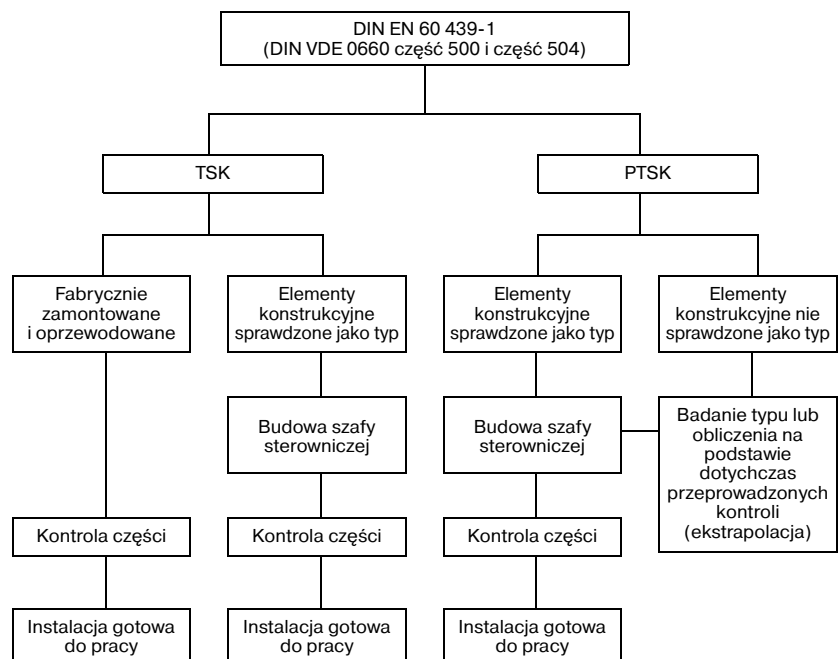 DIN EN 60 439-1
(DIN VDE 0660 część 500 i część 504)
TSK
PTSK
Fabrycznie
zamontowane
i oprzewodowane
Elementy
konstrukcyjne
sprawdzone jako typ
Elementy
konstrukcyjne
sprawdzone jako typ
Elementy
konstrukcyjne nie
sprawdzone jako typ
Budowa szafy
sterowniczej
Budowa szafy
sterowniczej
Badanie typu lub
obliczenia na
podstawie
dotychczas
przeprowadzonych
kontroli
(ekstrapolacja)
Kontrola części
Kontrola części
Kontrola części
Instalacja gotowa
do pracy
Instalacja gotowa
do pracy
Instalacja gotowa
do pracy